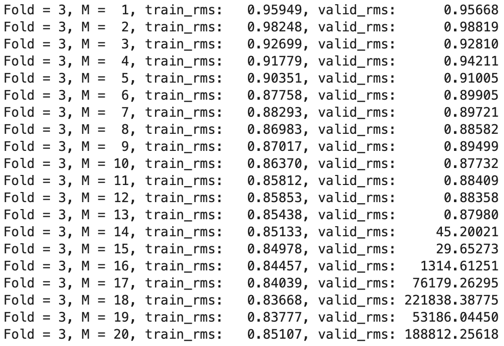 Fold = 3, M =  1, train_rms:   0.95949, valid_rms:      0.95668
Fold = 3, M =  2, train_rms:   0.98248, valid_rms:      0.98819
Fold = 3, M =  3, train_rms:   0.92699, valid_rms:      0.92810
Fold = 3, M =  4, train_rms:   0.91779, valid_rms:      0.94211
Fold = 3, M =  5, train_rms:   0.90351, valid_rms:      0.91005
Fold = 3, M =  6, train_rms:   0.87758, valid_rms:      0.89905
Fold = 3, M =  7, train_rms:   0.88293, valid_rms:      0.89721
Fold = 3, M =  8, train_rms:   0.86983, valid_rms:      0.88582
Fold = 3, M =  9, train_rms:   0.87017, valid_rms:      0.89499
Fold = 3, M = 10, train_rms:   0.86370, valid_rms:      0.87732
Fold = 3, M = 11, train_rms:   0.85812, valid_rms:      0.88409
Fold = 3, M = 12, train_rms:   0.85853, valid_rms:      0.88358
Fold = 3, M = 13, train_rms:   0.85438, valid_rms:      0.87980
Fold = 3, M = 14, train_rms:   0.85133, valid_rms:     45.20021
Fold = 3, M = 15, train_rms:   0.84978, valid_rms:     29.65273
Fold = 3, M = 16, train_rms:   0.84457, valid_rms:   1314.61251
Fold = 3, M = 17, train_rms:   0.84039, valid_rms:  76179.26295
Fold = 3, M = 18, train_rms:   0.83668, valid_rms: 221838.38775
Fold = 3, M = 19, train_rms:   0.83777, valid_rms:  53186.04450
Fold = 3, M = 20, train_rms:   0.85107, valid_rms: 188812.25618